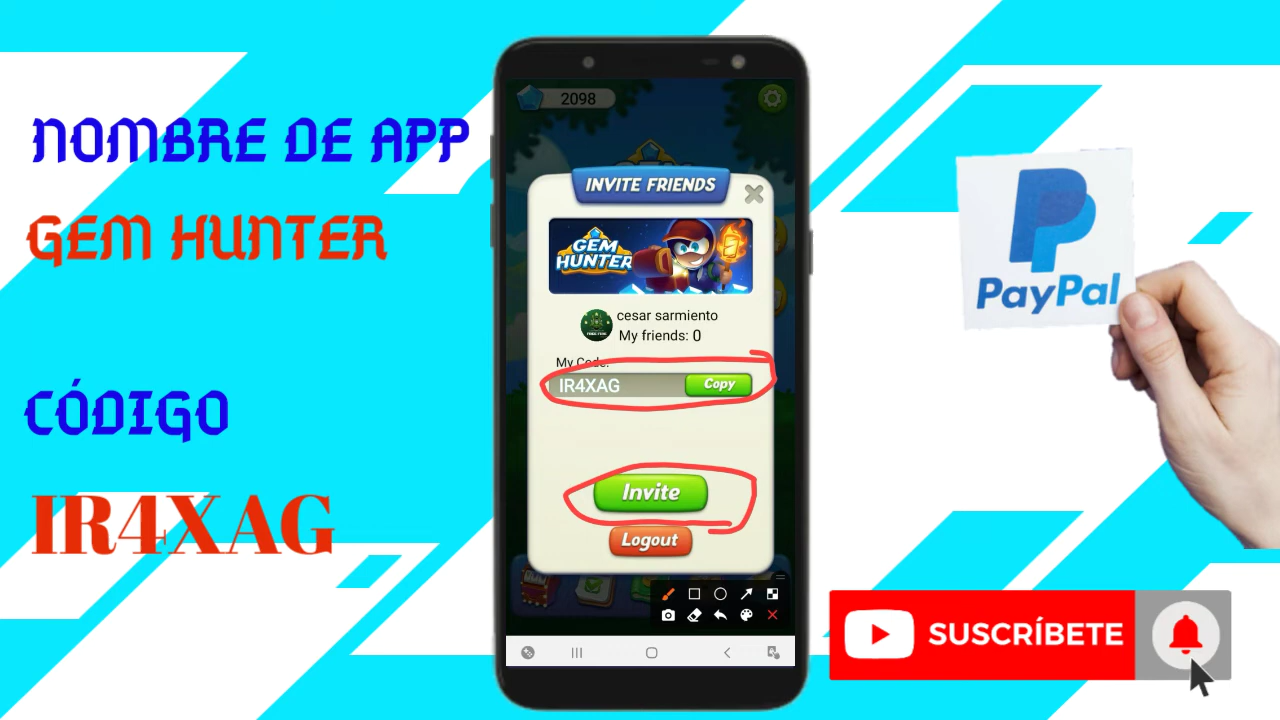 NOMBRE DE APP
GEM HUNTER
CÓDIGO
IR4XAG
2098
INVITE FRIENDS
GEM
HUNTER
cesar sarmiento
My friends: 0
My Code:
IR4XAG
Copy
Invite
Logout
PayPal
SUSCRÍBETE